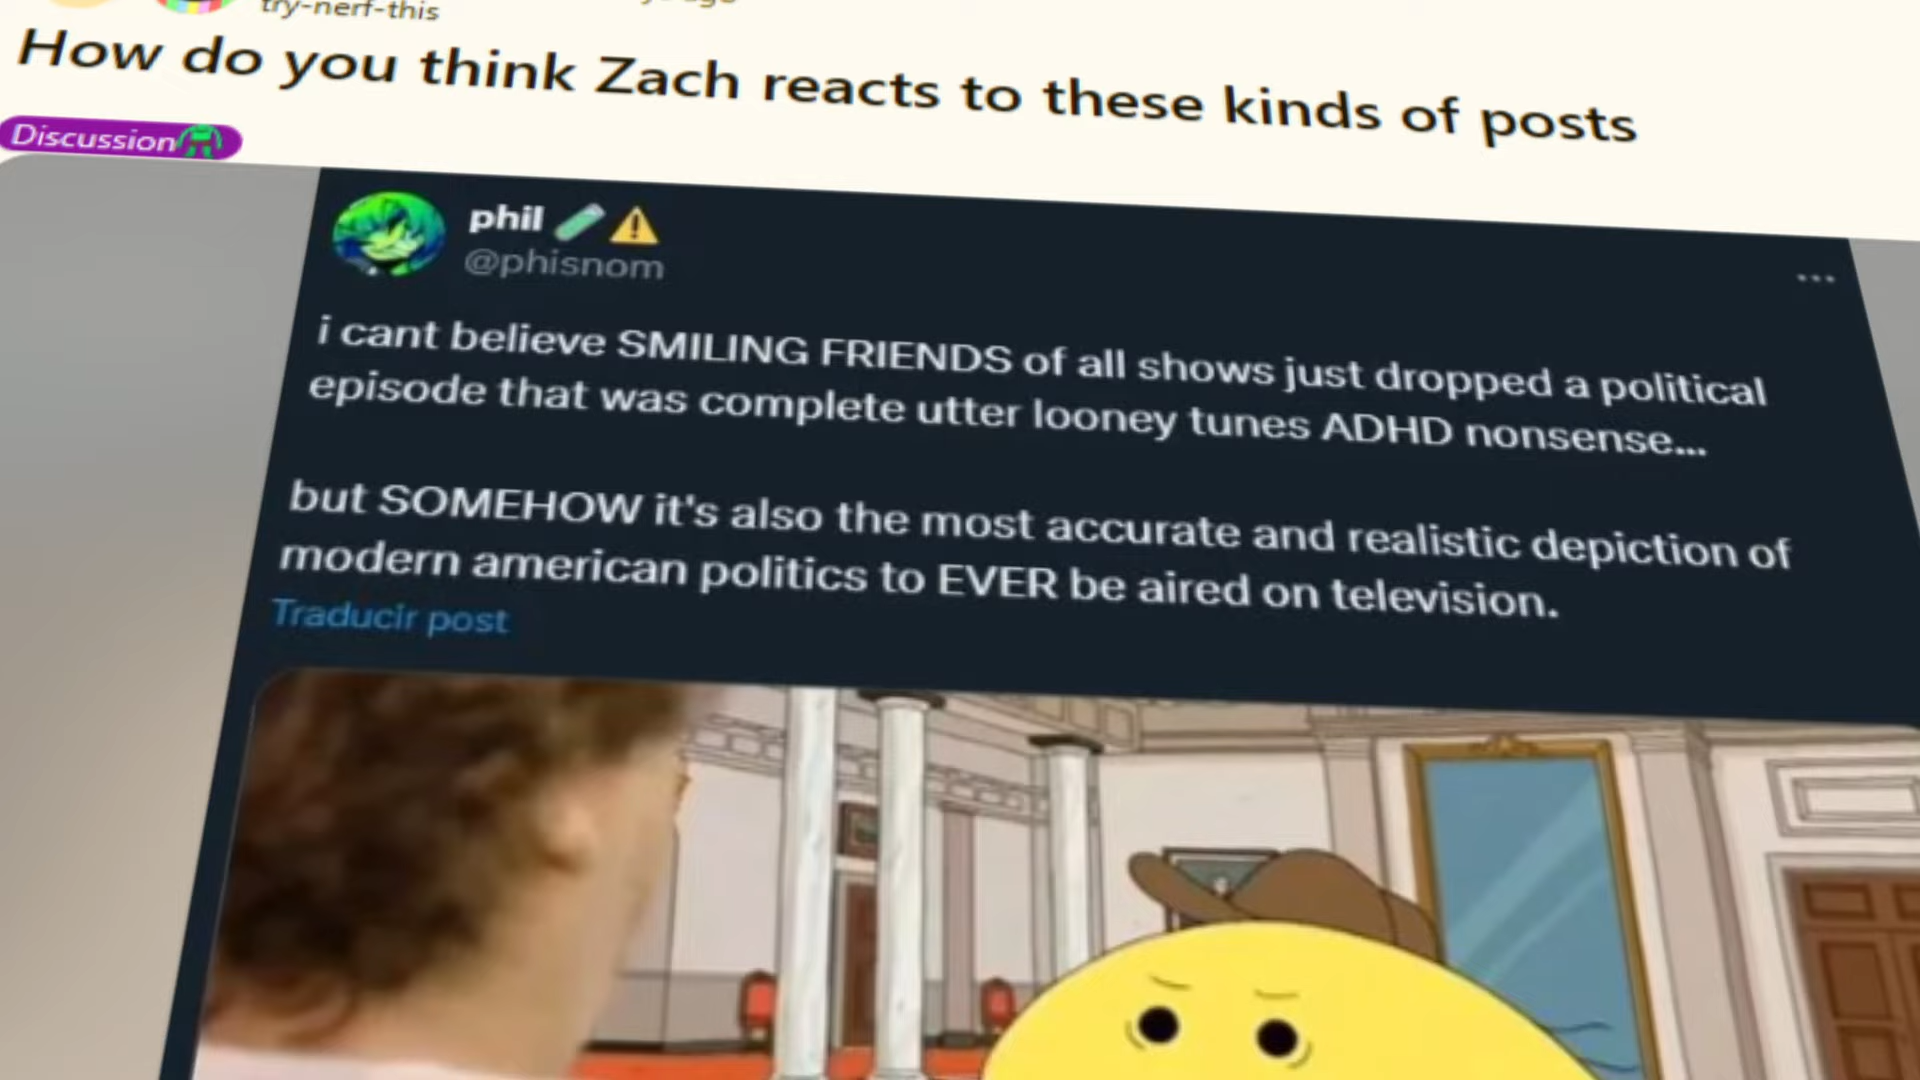 try-nerf-this
How do you think Zach reacts to these kinds of posts
Discussion
phil
@phisnom
i cant believe SMILING FRIENDS of all shows just dropped a political
episode that was complete utter looney tunes ADHD nonsense...
but SOMEHOW it's also the most accurate and realistic depiction of
modern american politics to EVER be aired on television.
Traducir post